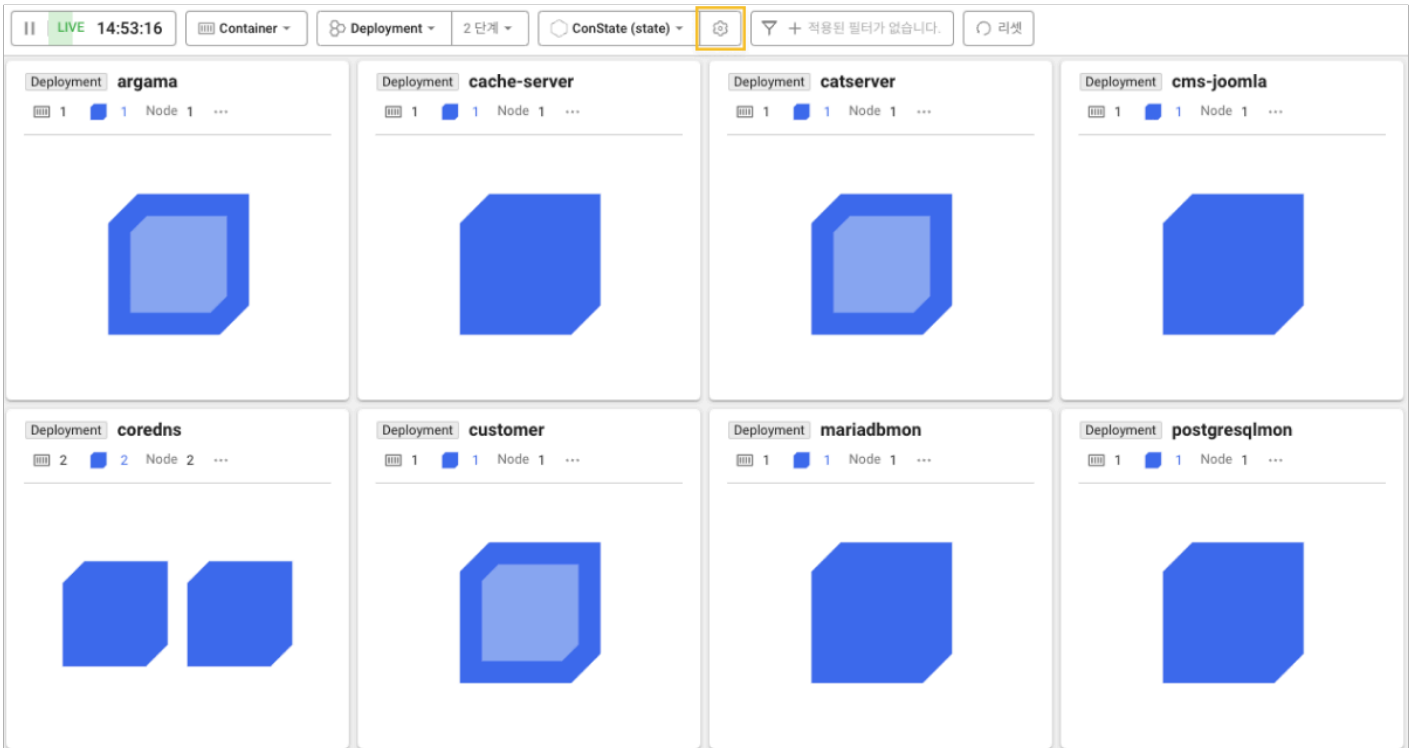 LIVE 14:53:16 Container Deployment 2 단계 ConState (state) 적용된 필터가 없습니다. 리셋
Deployment argama
1 1 Node 1 ...
Deployment cache-server
1 1 Node 1 ...
Deployment catserver
1 1 Node 1 ...
Deployment cms-joomla
1 1 Node 1 ...
Deployment coredns
2 2 Node 2 ...
Deployment customer
1 1 Node 1 ...
Deployment mariadbmon
1 1 Node 1 ...
Deployment postgresqlmon
1 1 Node 1 ...